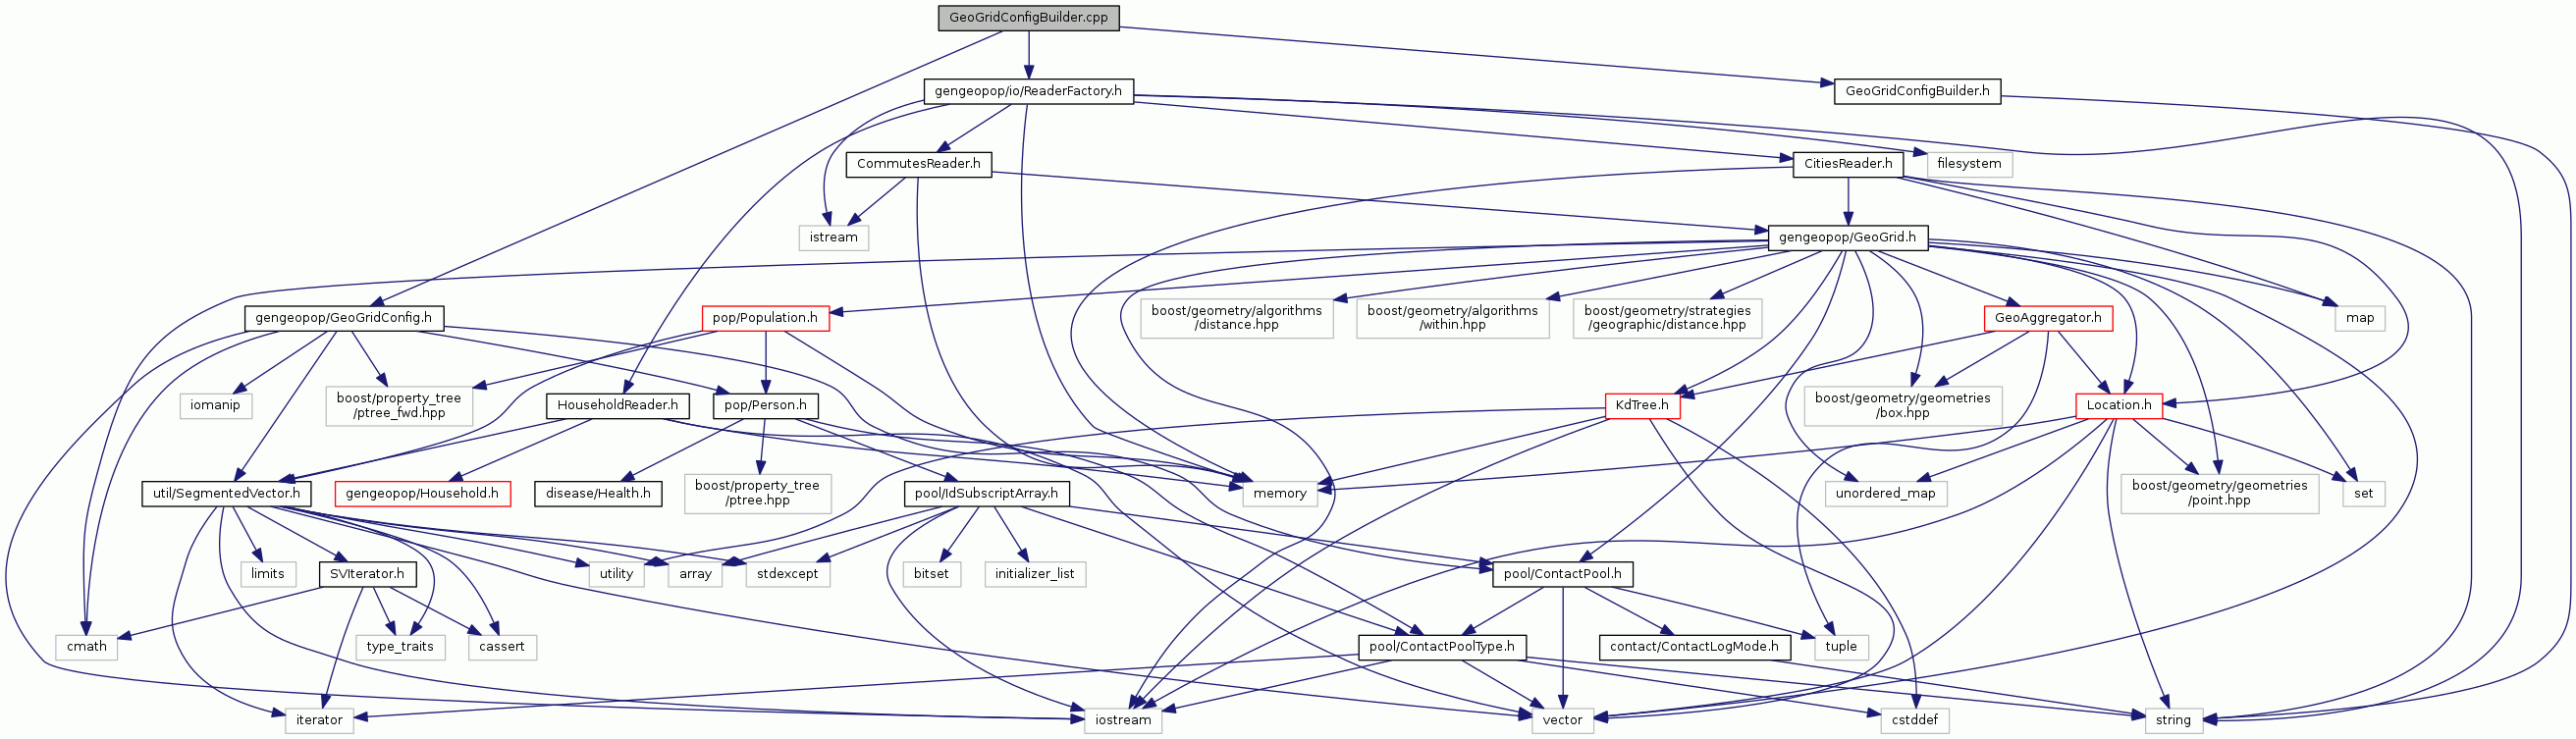 GeoGridConfigBuilder.cpp
gengeopop/io/ReaderFactory.h
GeoGridConfigBuilder.h
CommutesReader.h
CitiesReader.h
filesystem
istream
gengeopop/GeoGrid.h
gengeopop/GeoGridConfig.h
pop/Population.h
boost/geometry/algorithms
/distance.hpp
boost/geometry/algorithms
/within.hpp
boost/geometry/strategies
/geographic/distance.hpp
GeoAggregator.h
map
iomanip
boost/property_tree
/ptree_fwd.hpp
HouseholdReader.h
pop/Person.h
KdTree.h
boost/geometry/geometries
/box.hpp
Location.h
util/SegmentedVector.h
gengeopop/Household.h
disease/Health.h
boost/property_tree
/ptree.hpp
pool/IdSubscriptArray.h
memory
unordered_map
boost/geometry/geometries
/point.hpp
set
limits
SVIterator.h
utility
array
stdexcept
bitset
initializer_list
pool/ContactPool.h
cmath
type_traits
cassert
pool/ContactPoolType.h
contact/ContactLogMode.h
tuple
iterator
iostream
vector
cstddef
string